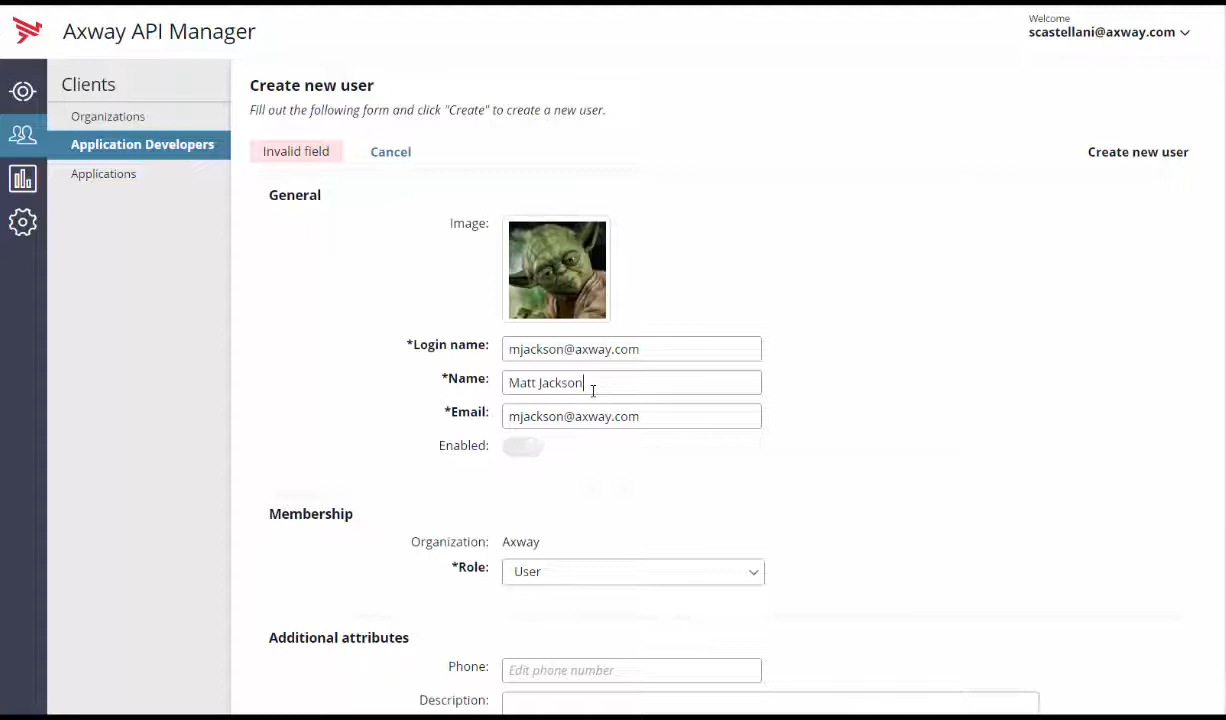 Axway API Manager
Welcome
scastellani@axway.com
Clients
Organizations
Application Developers
Applications
Create new user
Fill out the following form and click "Create" to create a new user.
Invalid field
Cancel
Create new user
General
Image:
*Login name:
mjackson@axway.com
*Name:
Matt Jackson
*Email:
mjackson@axway.com
Enabled:
Membership
Organization:
Axway
*Role:
User
Additional attributes
Phone:
Edit phone number
Description: